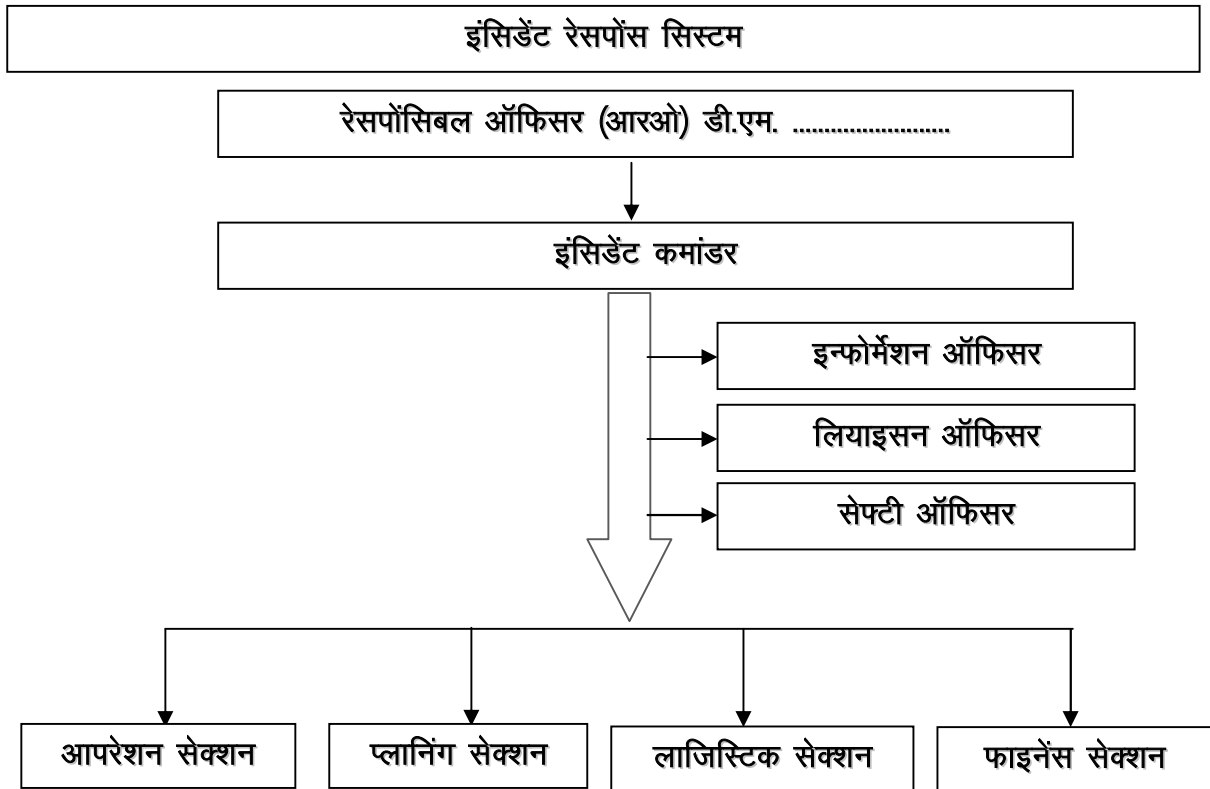 इंसिडेंट रेसपोंस सिस्टम
रेसपोंसिबल ऑफिसर (आरओ) डी.एम. .........................
इंसिडेंट कमांडर
इन्फोर्मेशन ऑफिसर
लियाइसन ऑफिसर
सेफ्टी ऑफिसर
आपरेशन सेक्शन
प्लानिंग सेक्शन
लाजिस्टिक सेक्शन
फाइनेंस सेक्शन